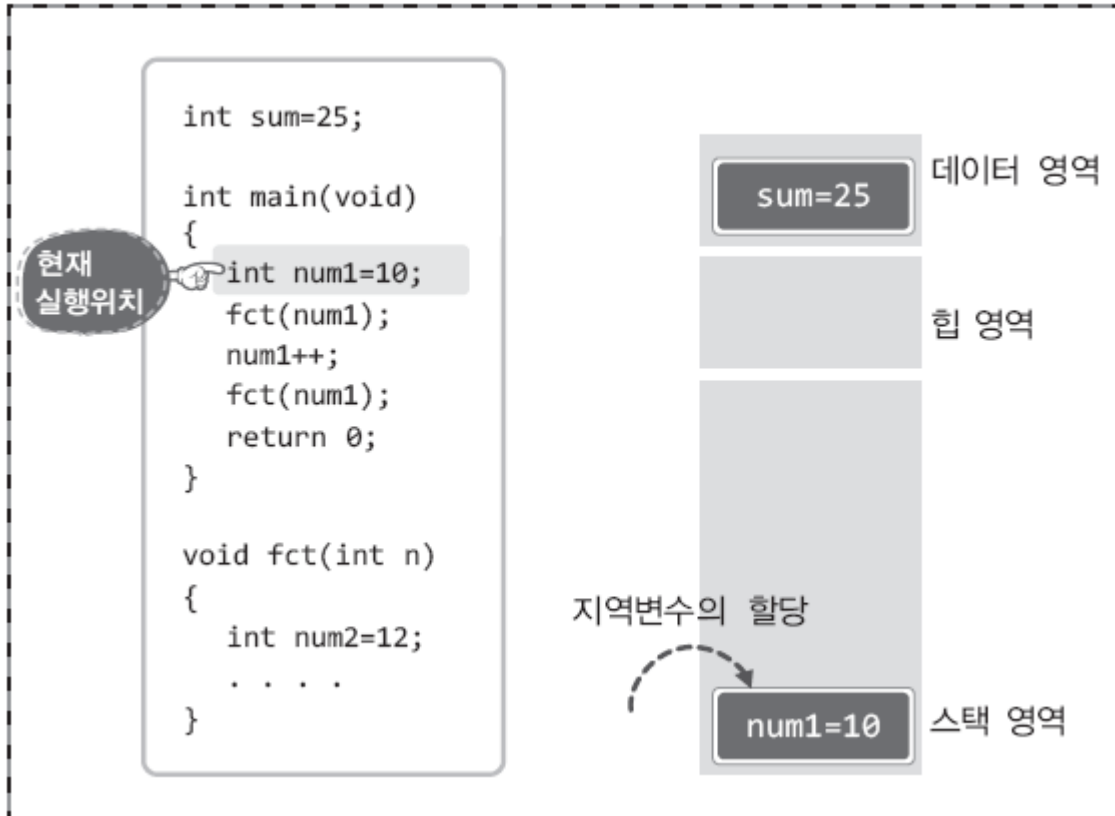 int sum=25;
int main(void)
{
int num1=10;
fct(num1);
num1++;
fct(num1);
return 0;
}
void fct(int n)
{
int num2=12;
. . . .
}
현재
실행위치
sum=25
데이터 영역
힙 영역
지역변수의 할당
num1=10
스택 영역